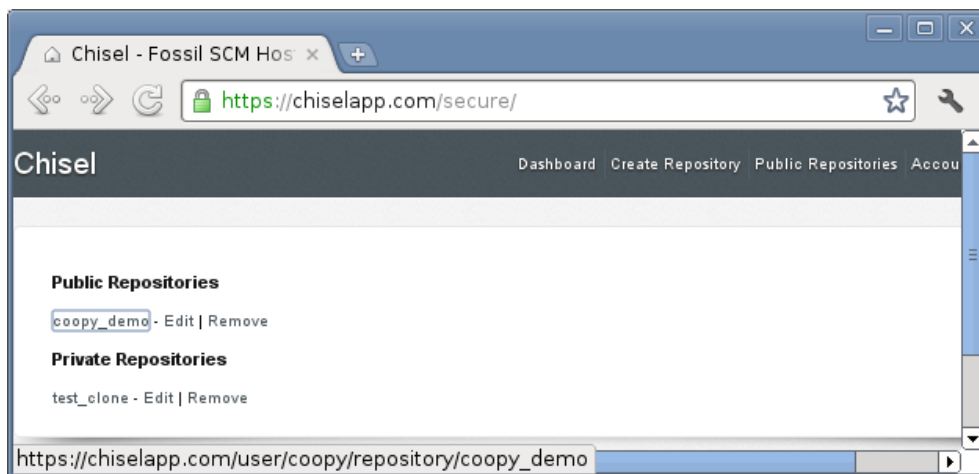 Chisel - Fossil SCM Hos
https://chiselapp.com/secure/
Chisel
Dashboard Create Repository Public Repositories Accou
Public Repositories
coopy_demo - Edit | Remove
Private Repositories
test_clone - Edit | Remove
https://chiselapp.com/user/coopy/repository/coopy_demo